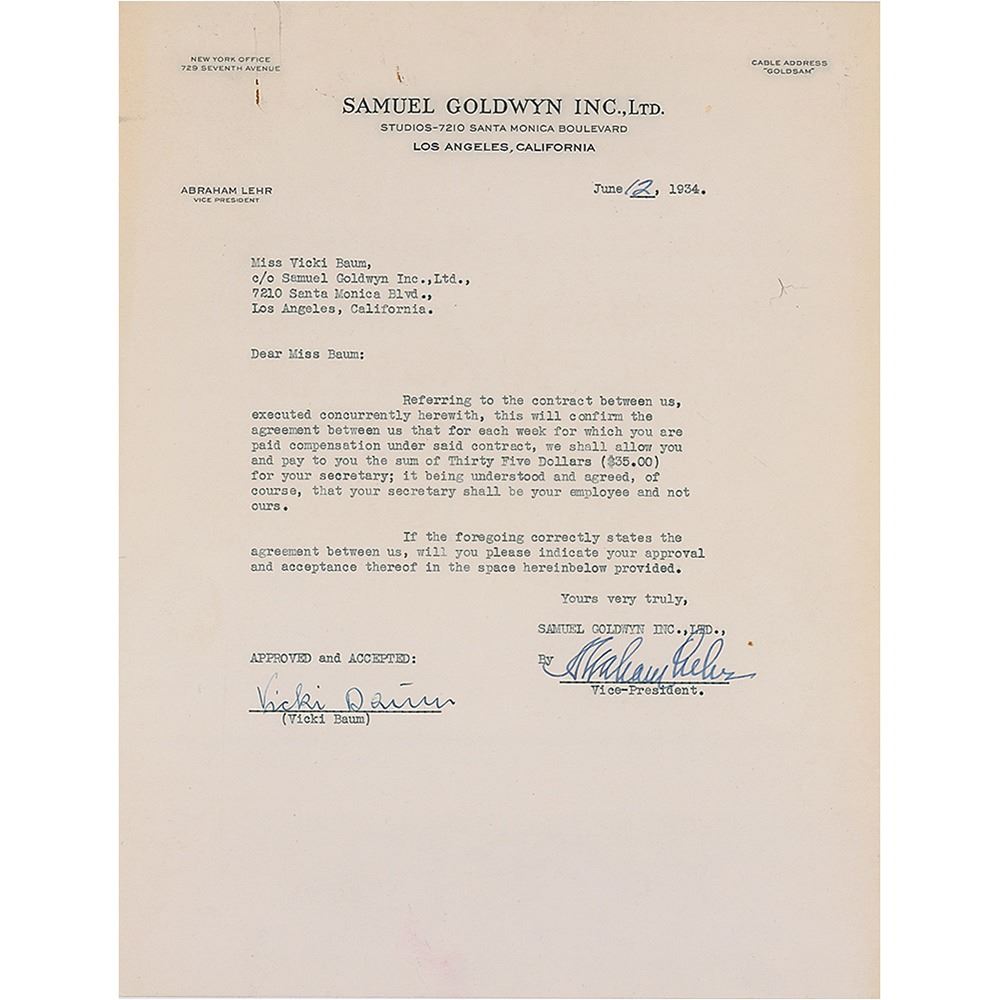 NEW YORK OFFICE
729 SEVENTH AVENUE
CABLE ADDRESS
"GOLDSAM"
SAMUEL GOLDWYN INC.,LTD.
STUDIOS-7210 SANTA MONICA BOULEVARD
LOS ANGELES, CALIFORNIA
ABRAHAM LEHR
VICE PRESIDENT
June 12, 1934.
Miss Vicki Baum,
c/o Samuel Goldwyn Inc.,Ltd.,
7210 Santa Monica Blvd.,
Los Angeles, California.
Dear Miss Baum:
Referring to the contract between us,
executed concurrently herewith, this will confirm the
agreement between us that for each week for which you are
paid compensation under said contract, we shall allow you
and pay to you the sum of Thirty Five Dollars ($35.00)
for your secretary; it being understood and agreed, of
course, that your secretary shall be your employee and not
ours.
If the foregoing correctly states the
agreement between us, will you please indicate your approval
and acceptance thereof in the space hereinbelow provided.
Yours very truly,
SAMUEL GOLDWYN INC.,LTD.,
By Abraham Lehr
Vice-President.
APPROVED and ACCEPTED:
Vicki Baum
(Vicki Baum)